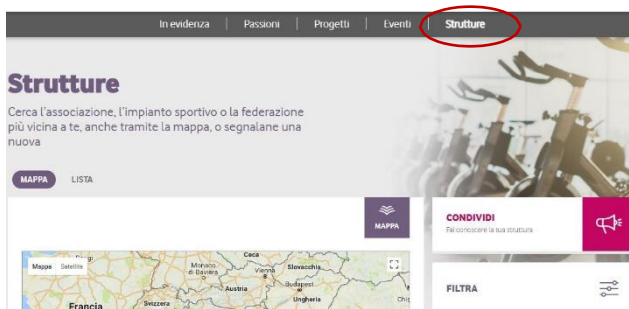 In evidenza | Passioni | Progetti | Eventi | Strutture
Strutture
Cerca l'associazione, l'impianto sportivo o la federazione
più vicina a te, anche tramite la mappa, o segnalane una
nuova
MAPPA LISTA
MAPPA
CONDIVIDI
Fai conoscere la tua struttura
FILTRA
Mappa Satellite
Monaco di Baviera
Vienna
Ceca
Slovacchia
Austria
Budapest
Ungheria
Svizzera
Francia